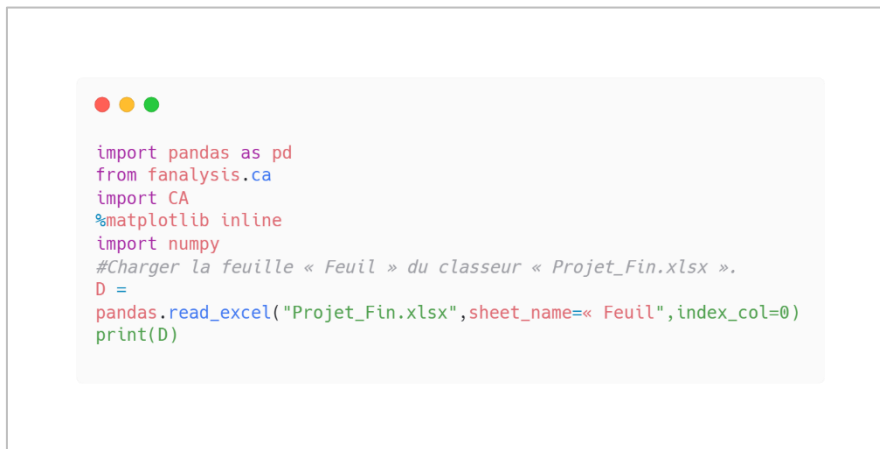 import pandas as pd
from fanalysis.ca
import CA
%matplotlib inline
import numpy
#Charger la feuille « Feuil » du classeur « Projet_Fin.xlsx ».
D =
pandas.read_excel("Projet_Fin.xlsx",sheet_name=« Feuil",index_col=0)
print(D)